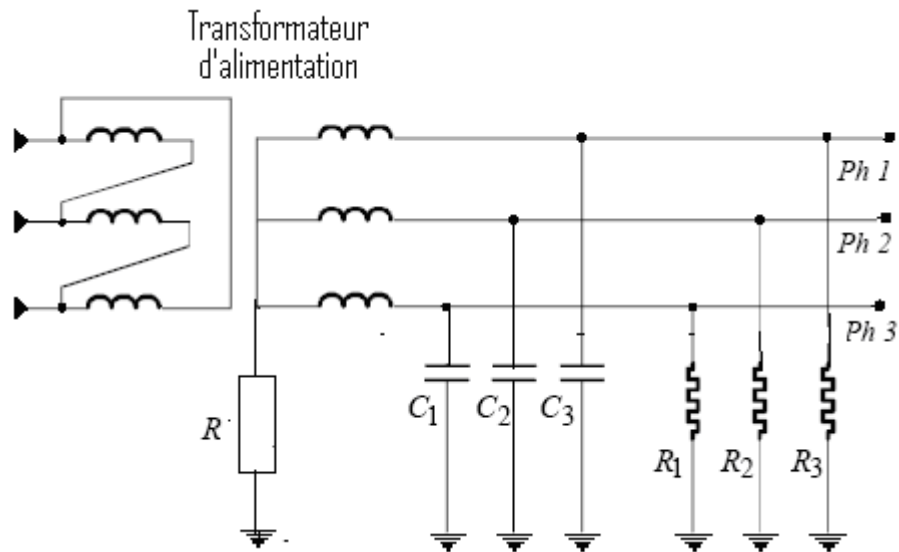 Transformateur
d'alimentation
Ph 1
Ph 2
Ph 3
R
C1
C2
C3
R1
R2
R3